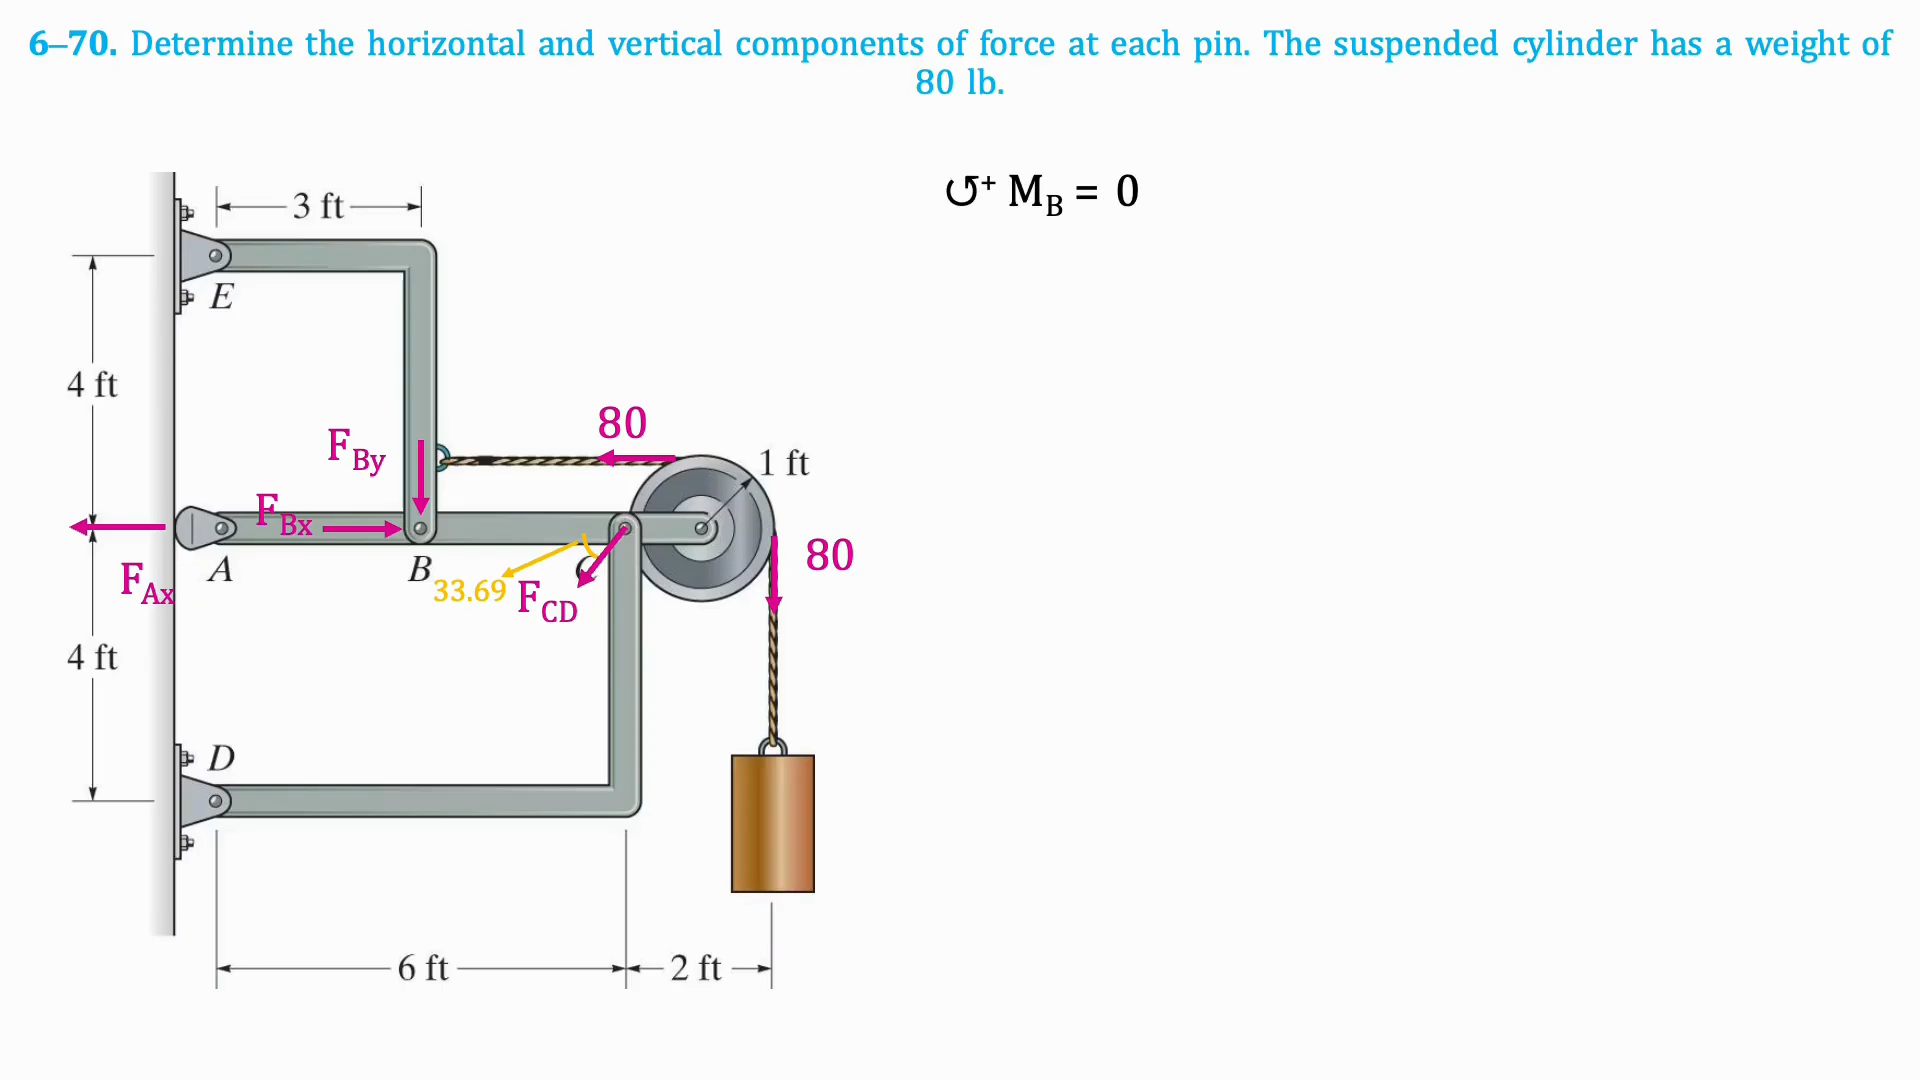 6–70. Determine the horizontal and vertical components of force at each pin. The suspended cylinder has a weight of
80 lb.
↺+ MB = 0
3 ft
E
4 ft
80
FBy
1 ft
FBx
80
A
B
C
FAx
33.69
FCD
4 ft
D
6 ft
2 ft